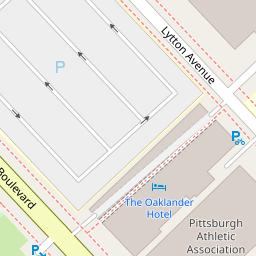 Lytton Avenue
P
P
Boulevard
The Oaklander
Hotel
Pittsburgh
Athletic
Association
P